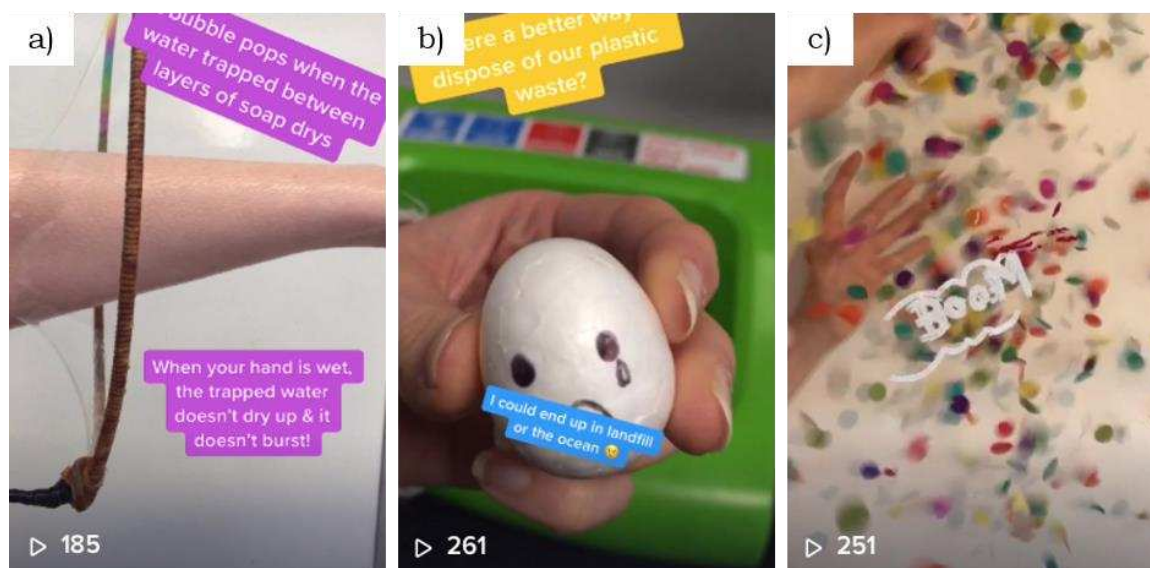 a)
bubble pops when the
water trapped between
layers of soap drys
When your hand is wet,
the trapped water
doesn't dry up & it
doesn't burst!
185
b)
ere a better way
dispose of our plastic
waste?
I could end up in landfill
or the ocean 😢
261
c)
BOOM
251